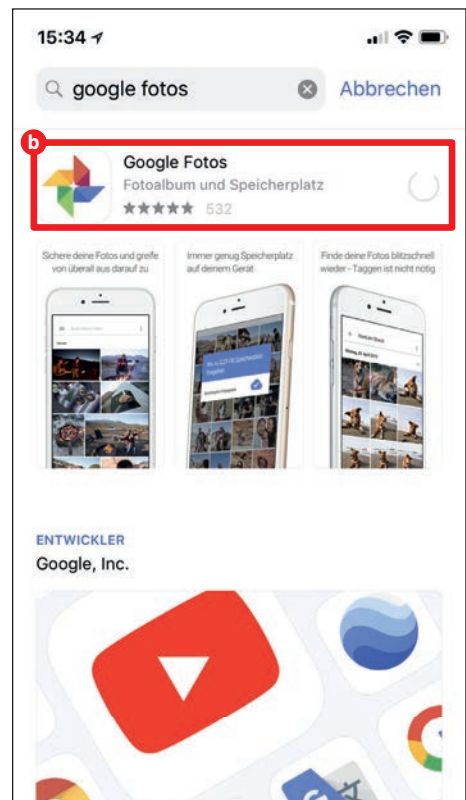 15:34
google fotos
Abbrechen
b
Google Fotos
Fotoalbum und Speicherplatz
★★★★★ 532
Sichere deine Fotos und greife
von überall aus darauf zu
Immer genug Speicherplatz
auf deinem Gerät
Finde deine Fotos blitzschnell
wieder - Taggen ist nicht nötig
ENTWICKLER
Google, Inc.